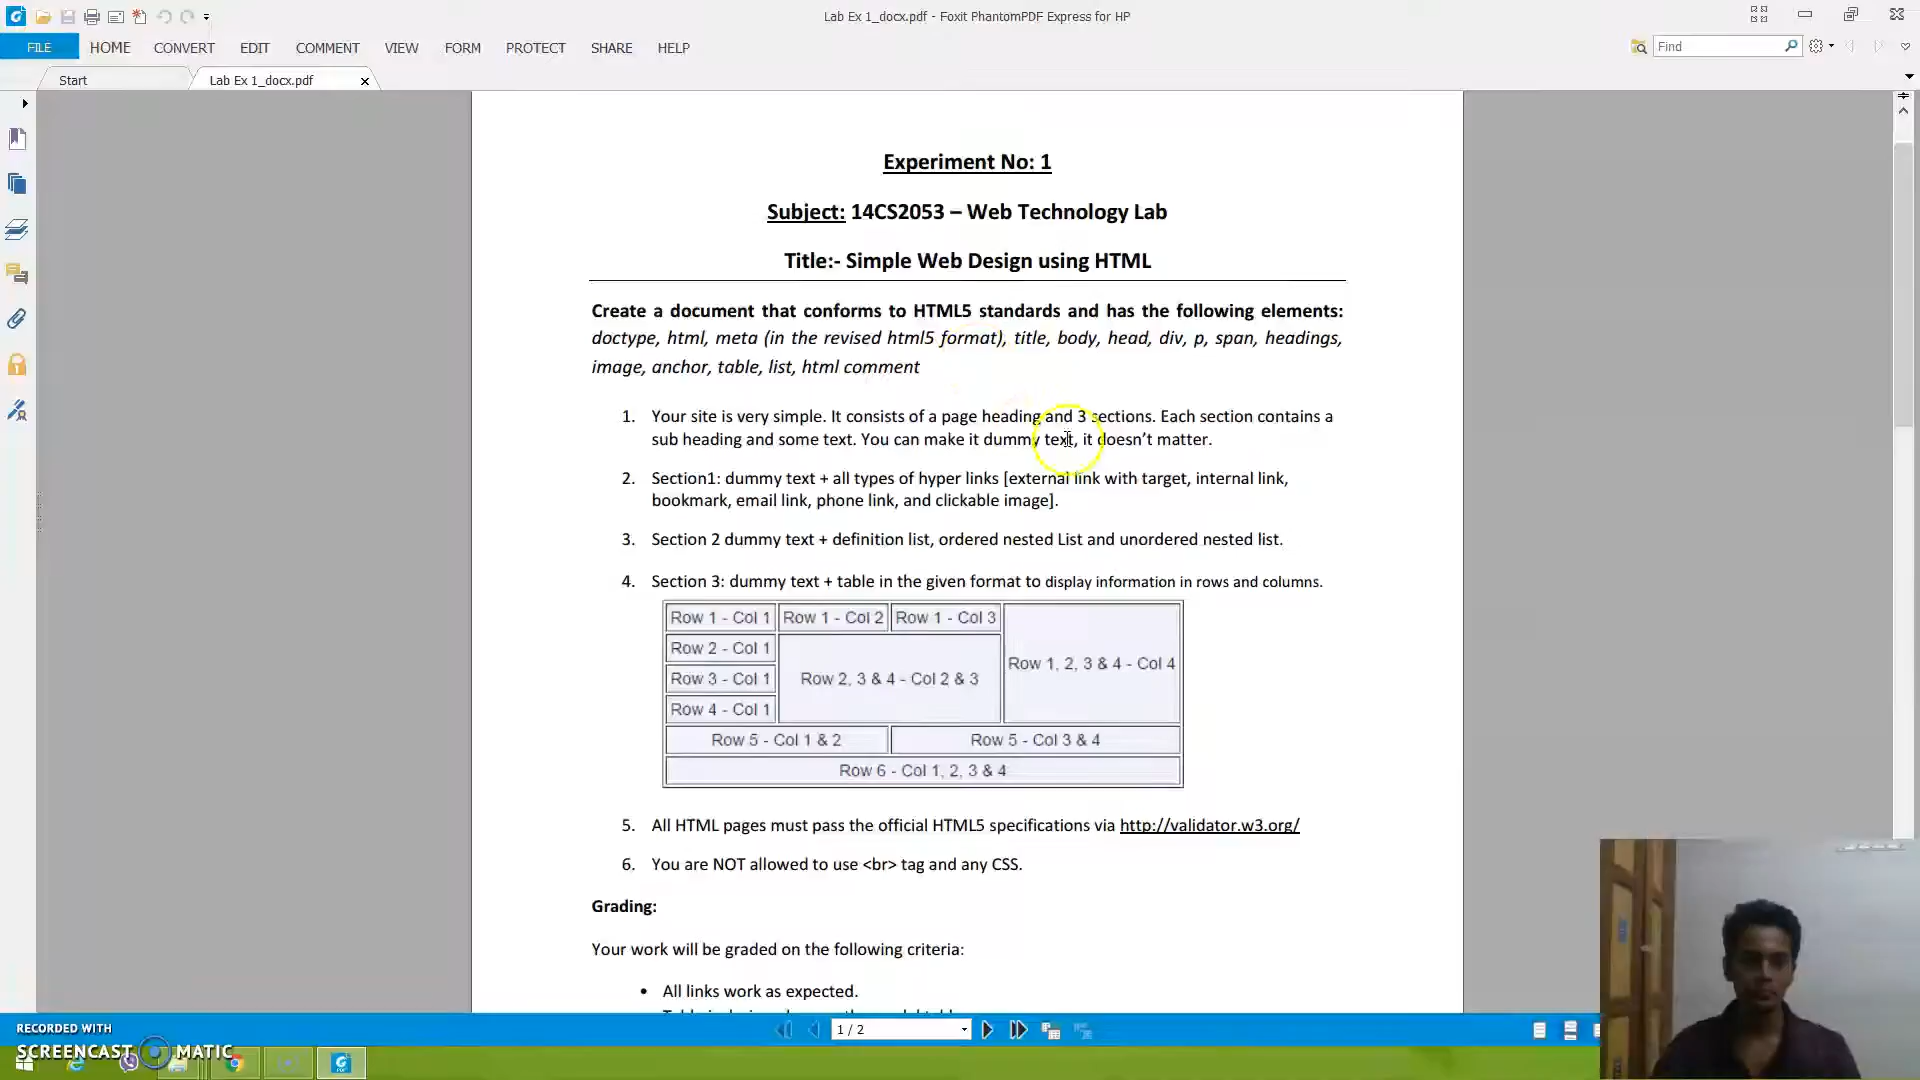 Lab Ex 1_docx.pdf - Foxit PhantomPDF Express for HP
FILE HOME CONVERT EDIT COMMENT VIEW FORM PROTECT SHARE HELP
Find
Start
Lab Ex 1_docx.pdf
Experiment No: 1
Subject: 14CS2053 – Web Technology Lab
Title:- Simple Web Design using HTML
Create a document that conforms to HTML5 standards and has the following elements:
doctype, html, meta (in the revised html5 format), title, body, head, div, p, span, headings,
image, anchor, table, list, html comment
1. Your site is very simple. It consists of a page heading and 3 sections. Each section contains a
sub heading and some text. You can make it dummy text, it doesn't matter.
2. Section1: dummy text + all types of hyper links [external link with target, internal link,
bookmark, email link, phone link, and clickable image].
3. Section 2 dummy text + definition list, ordered nested List and unordered nested list.
4. Section 3: dummy text + table in the given format to display information in rows and columns.
Row 1 - Col 1 Row 1 - Col 2 Row 1 - Col 3
Row 2 - Col 1
Row 1, 2, 3 & 4 - Col 4
Row 3 - Col 1 Row 2, 3 & 4 - Col 2 & 3
Row 4 - Col 1
Row 5 - Col 1 & 2 Row 5 - Col 3 & 4
Row 6 - Col 1, 2, 3 & 4
5. All HTML pages must pass the official HTML5 specifications via http://validator.w3.org/
6. You are NOT allowed to use <br> tag and any CSS.
Grading:
Your work will be graded on the following criteria:
• All links work as expected.
1 / 2
RECORDED WITH
SCREENCAST MATIC